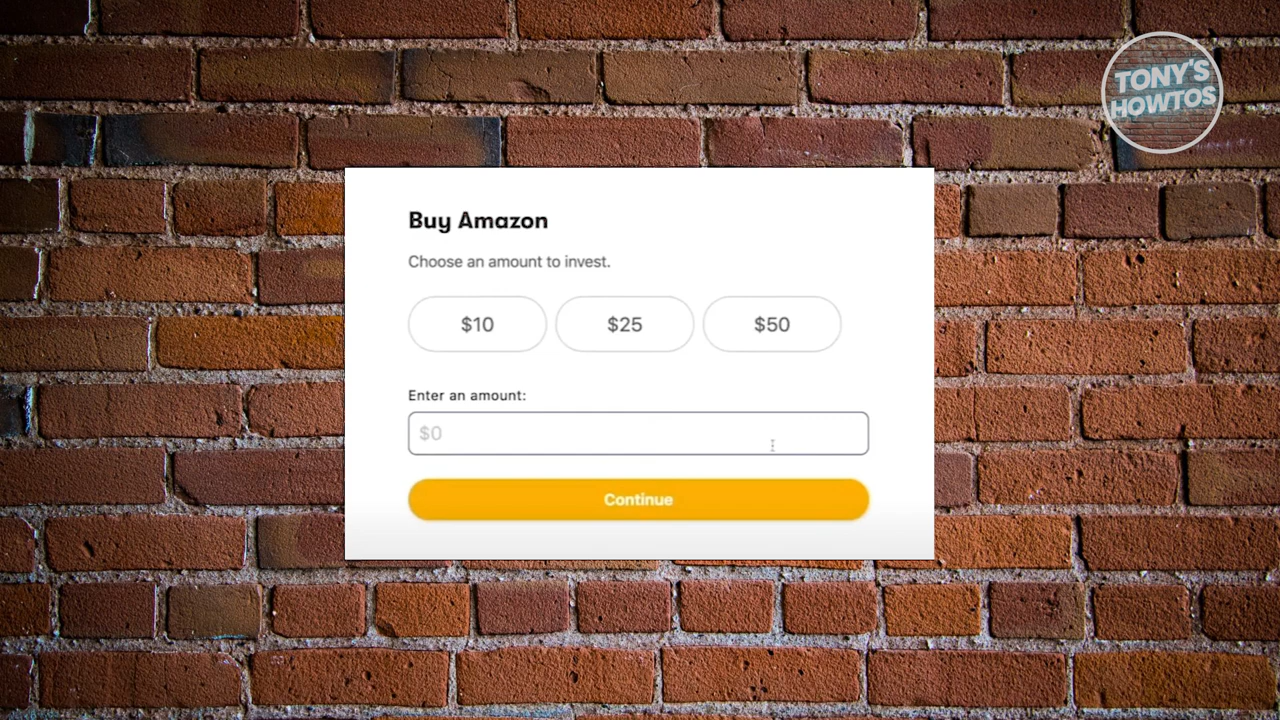 TONY'S
HOWTOS
Buy Amazon
Choose an amount to invest.
$10 $25 $50
Enter an amount:
$0
Continue